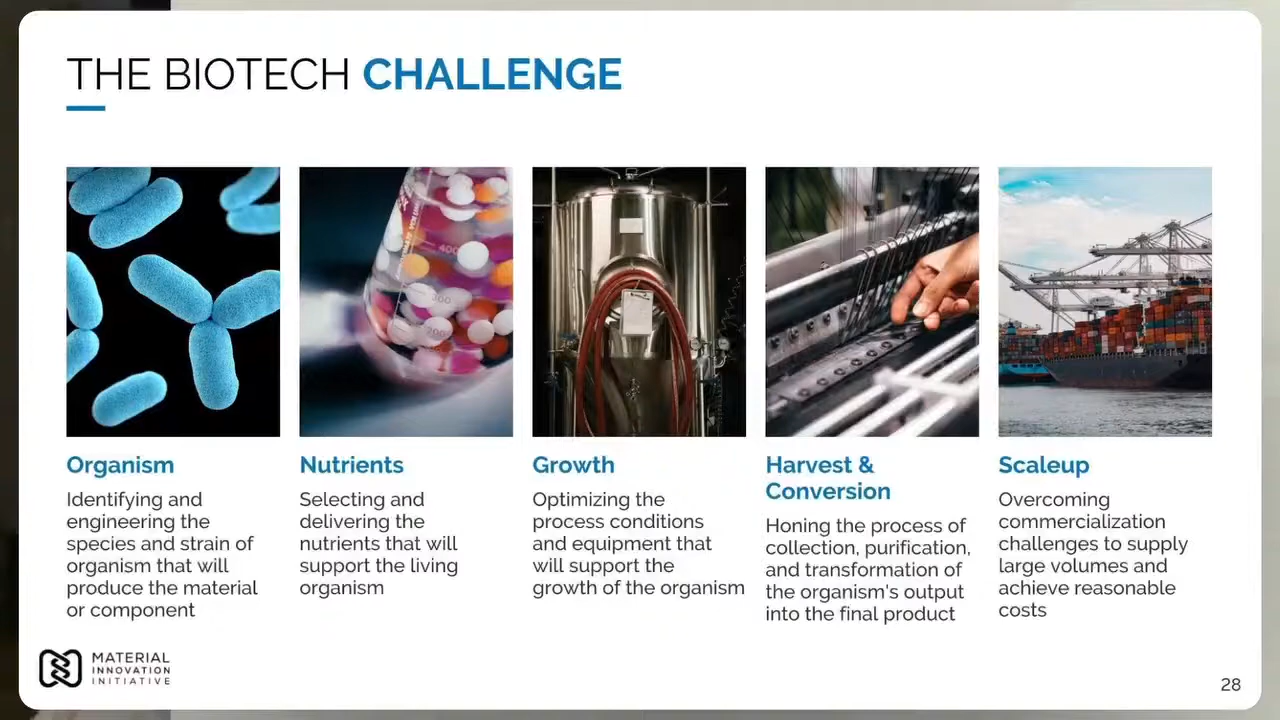 THE BIOTECH CHALLENGE
400
300
200
Organism
Identifying and
engineering the
species and strain of
organism that will
produce the material
or component
Nutrients
Selecting and
delivering the
nutrients that will
support the living
organism
Growth
Optimizing the
process conditions
and equipment that
will support the
growth of the organism
Harvest &
Conversion
Honing the process of
collection, purification,
and transformation of
the organism's output
into the final product
Scaleup
Overcoming
commercialization
challenges to supply
large volumes and
achieve reasonable
costs
MATERIAL
INNOVATION
INITIATIVE
28